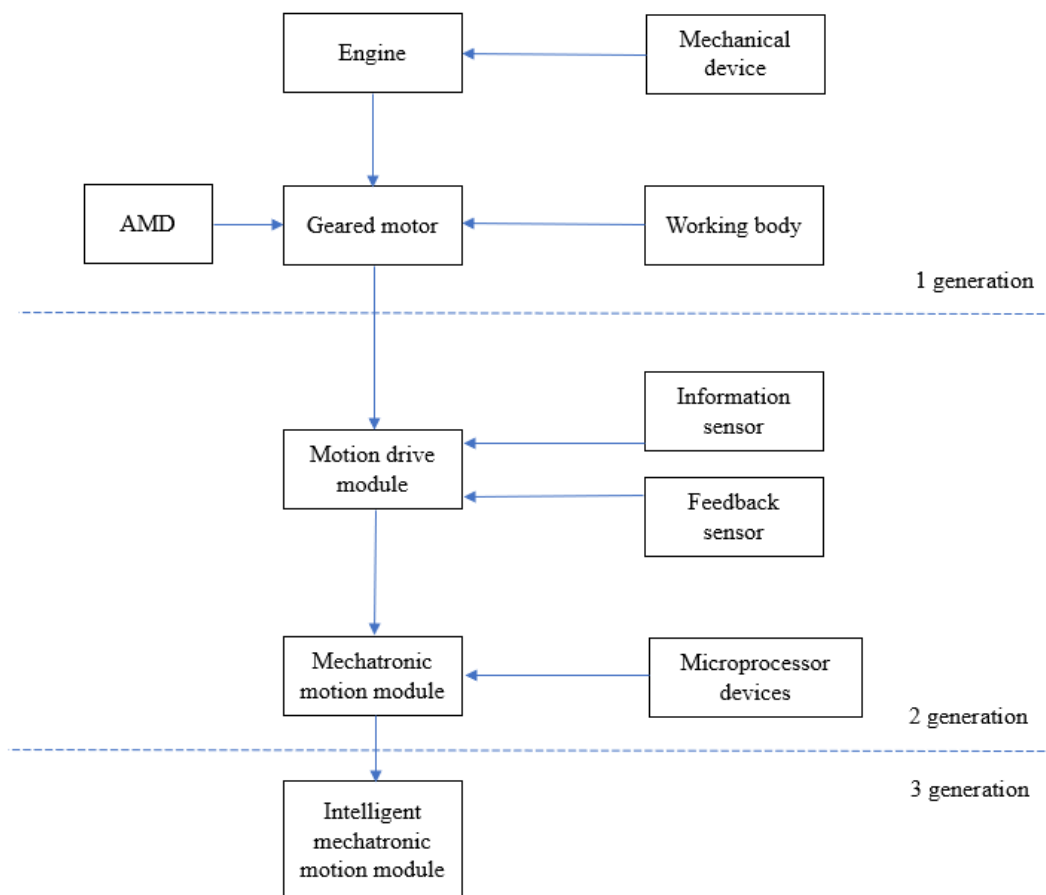 Engine
Mechanical
device
AMD
Geared motor
Working body
1 generation
Information
sensor
Motion drive
module
Feedback
sensor
Mechatronic
motion module
Microprocessor
devices
2 generation
3 generation
Intelligent
mechatronic
motion module